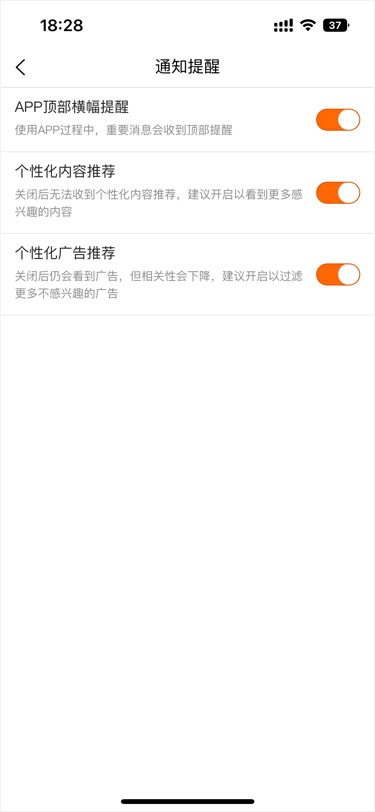 18:28
37
通知提醒
APP顶部横幅提醒
使用APP过程中，重要消息会收到顶部提醒
个性化内容推荐
关闭后无法收到个性化内容推荐，建议开启以看到更多感
兴趣的内容
个性化广告推荐
关闭后仍会看到广告，但相关性会下降，建议开启以过滤
更多不感兴趣的广告